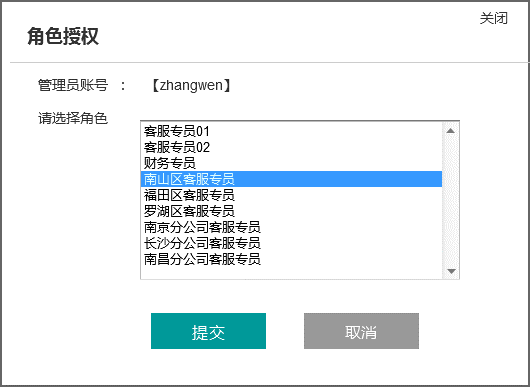 关闭
角色授权
管理员账号 : 【zhangwen】
请选择角色
客服专员01
客服专员02
财务专员
南山区客服专员
福田区客服专员
罗湖区客服专员
南京分公司客服专员
长沙分公司客服专员
南昌分公司客服专员
提交
取消